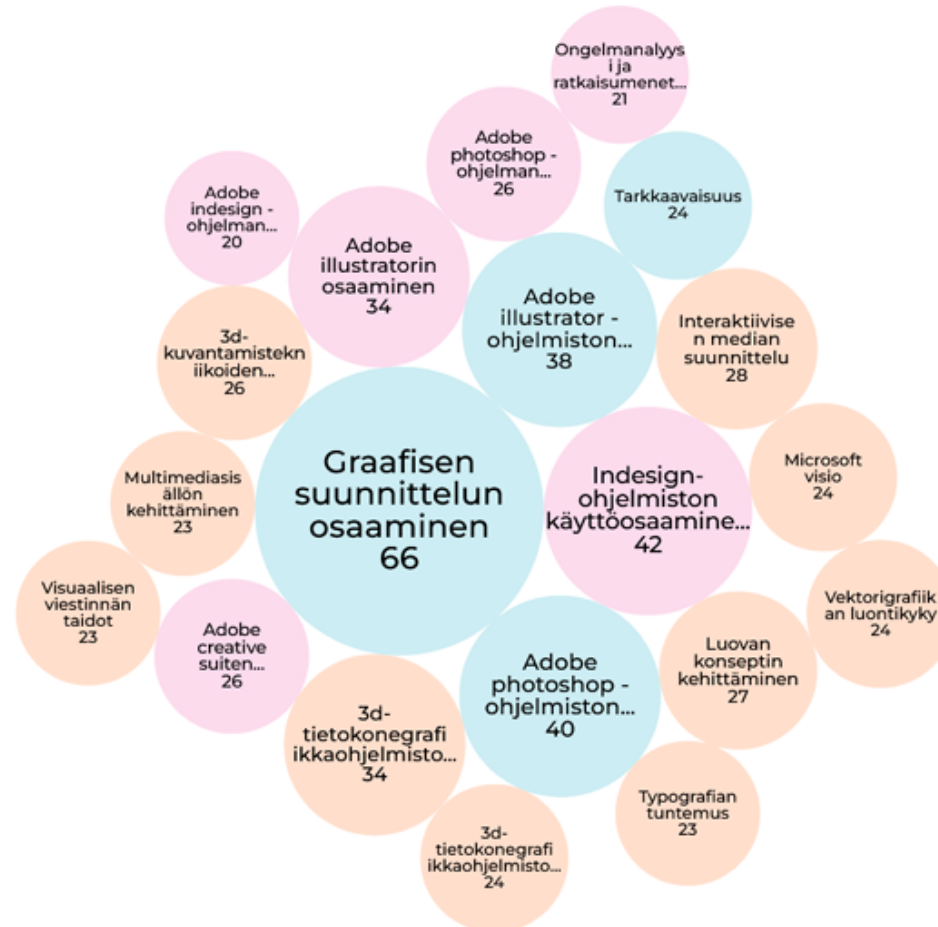 Ongelmanalyys
i ja
ratkaisumenet...
21
Adobe
photoshop -
ohjelman...
26
Tarkkaavaisuus
24
Adobe
indesign -
ohjelman...
20
Adobe
illustratorin
osaaminen
34
Adobe
illustrator -
ohjelmiston...
38
Interaktiivise
n median
suunnittelu
28
3d-
kuvantamistekn
iikoiden...
26
Graafisen
suunnittelun
osaaminen
66
Indesign-
ohjelmiston
käyttöosaamine...
42
Microsoft
visio
24
Multimediasis
ällön
kehittäminen
23
Visuaalisen
viestinnän
taidot
23
Adobe
creative
suiten...
26
Vektorigrafiik
an luontikyky
24
Luovan
konseptin
kehittäminen
27
Adobe
photoshop -
ohjelmiston...
40
3d-
tietokonegrafi
ikkaohjelmisto...
34
Typografian
tuntemus
23
3d-
tietokonegrafi
ikkaohjelmisto...
24